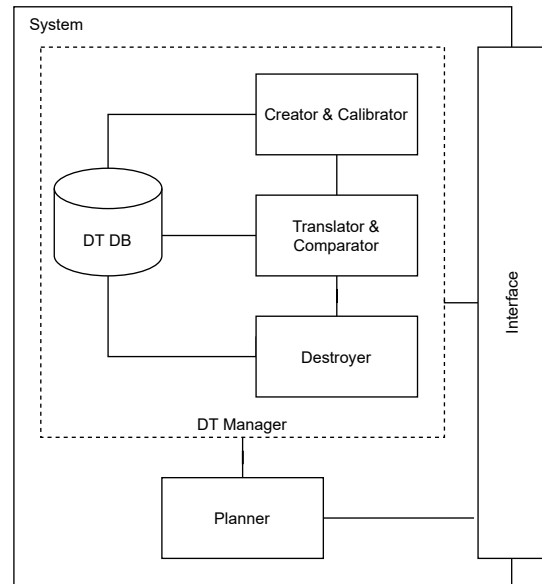 System
Creator & Calibrator
DT DB
Translator &
Comparator
Interface
Destroyer
DT Manager
Planner